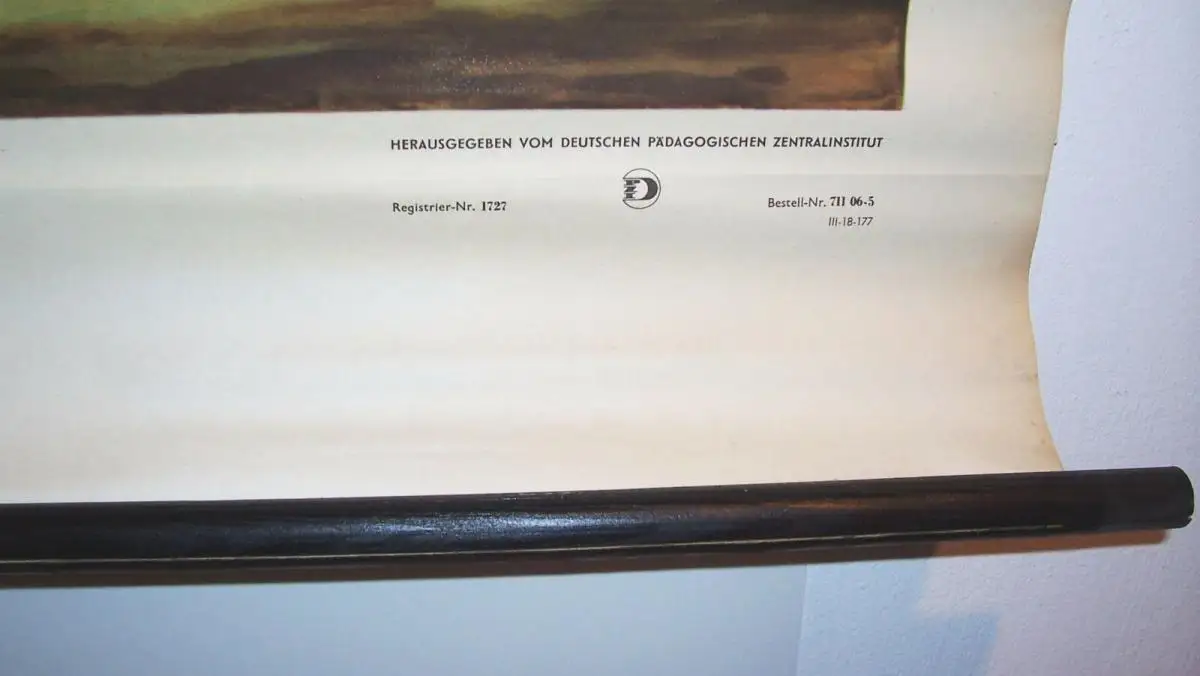 HERAUSGEGEBEN VOM DEUTSCHEN PÄDAGOGISCHEN ZENTRALINSTITUT
Registrier-Nr. 1727
Bestell-Nr. 711 06-5
III-18-177